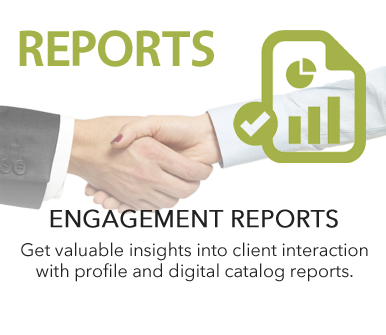 REPORTS
ENGAGEMENT REPORTS
Get valuable insights into client interaction
with profile and digital catalog reports.